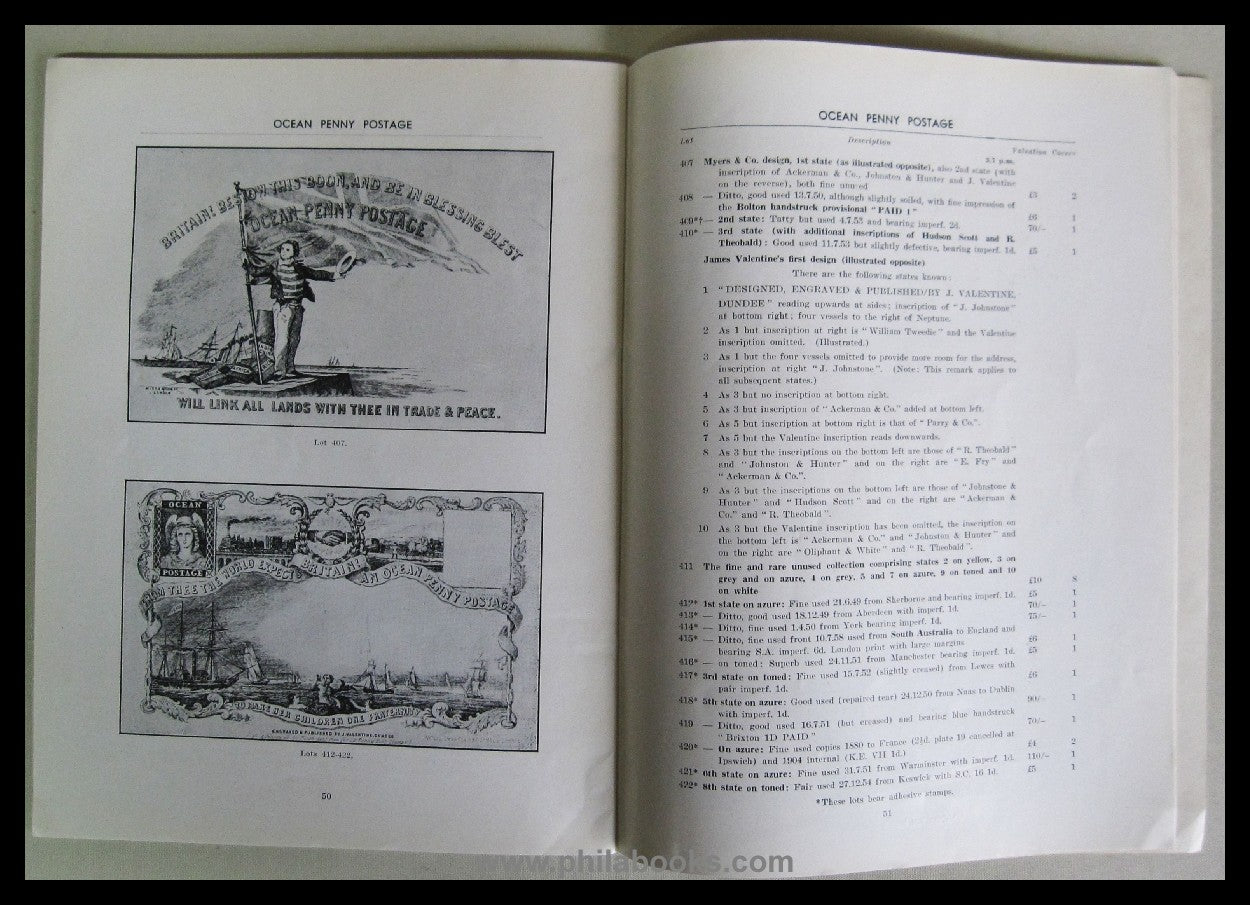 OCEAN PENNY POSTAGE
BRITAIN! BESTOW THIS BOON, AND BE IN BLESSING BLEST
OCEAN PENNY POSTAGE!
WILL LINK ALL LANDS WITH THEE IN TRADE & PEACE.
Lot 407.
OCEAN
POSTAGE
FROM THEE THE WORLD EXPECTS BRITAIN! AN OCEAN PENNY POSTAGE
TO MAKE HER CHILDREN ONE FRATERNITY
ENGRAVED & PUBLISHED BY J. VALENTINE, DUNDEE
Lots 412-422.
50
OCEAN PENNY POSTAGE
Lot Description Valuation Covers
2.1 p.m.
407 Myers & Co. design, 1st state (as illustrated opposite), also 2nd state (with
inscription of Ackerman & Co., Johnston & Hunter and J. Valentine
on the reverse), both fine unused £5 2
408 — Ditto, good used 13.7.50, although slightly soiled, with fine impression of
the Bolton handstruck provisional "PAID 1" £6 1
409*† — 2nd state: Tatty but used 4.7.53 and bearing imperf. 2d. 70/- 1
410* — 3rd state (with additional inscriptions of Hudson Scott and R.
Theobald): Good used 11.7.53 but slightly defective, bearing imperf. 1d. £5 1
James Valentine's first design (illustrated opposite)
There are the following states known:
1 "DESIGNED, ENGRAVED & PUBLISHED/BY J. VALENTINE,
DUNDEE" reading upwards at sides; inscription of "J. Johnstone"
at bottom right; four vessels to the right of Neptune.
2 As 1 but inscription at right is "William Tweedie" and the Valentine
inscription omitted. (Illustrated.)
3 As 1 but the four vessels omitted to provide more room for the address,
inscription at right "J. Johnstone". (Note: This remark applies to
all subsequent states.)
4 As 3 but no inscription at bottom right.
5 As 3 but inscription of "Ackerman & Co." added at bottom left.
6 As 5 but inscription at bottom right is that of "Parry & Co.".
7 As 5 but the Valentine inscription reads downwards.
8 As 3 but the inscriptions on the bottom left are those of "R. Theobald"
and "Johnston & Hunter" and on the right are "E. Fry" and
"Ackerman & Co.".
9 As 3 but the inscriptions on the bottom left are those of "Johnstone &
Hunter" and "Hudson Scott" and on the right are "Ackerman &
Co." and "R. Theobald".
10 As 3 but the Valentine inscription has been omitted, the inscription on
the bottom left is "Ackerman & Co." and "Johnston & Hunter" and
on the right are "Oliphant & White" and "R. Theobald".
411 The fine and rare unused collection comprising states 2 on yellow, 3 on
grey and on azure, 4 on grey, 5 and 7 on azure, 9 on toned and 10
on white £10 8
412* 1st state on azure: Fine used 21.6.49 from Sherborne and bearing imperf. 1d. £5 1
413* — Ditto, good used 18.12.49 from Aberdeen with imperf. 1d. 70/- 1
414* — Ditto, fine used 1.4.50 from York bearing imperf. 1d. 75/- 1
415* — Ditto, fine used front 10.7.58 used from South Australia to England and
bearing S.A. imperf. 6d. London print with large margins £6 1
416* — on toned: Superb used 24.11.51 from Manchester bearing imperf. 1d. £5 1
417* 3rd state on toned: Fine used 15.7.52 (slightly creased) from Lewes with
pair imperf. 1d. £6 1
418* 5th state on azure: Good used (repaired tear) 24.12.50 from Naas to Dublin
with imperf. 1d. 90/- 1
419 — Ditto, good used 16.7.51 (but creased) and bearing blue handstruck
"Brixton 1D PAID" 70/- 1
420* — On azure: Fine used copies 1880 to France (2½d. plate 19 cancelled at
Ipswich) and 1904 internal (K.E. VII 1d.) £4 2
421* 6th state on azure: Fine used 31.7.51 from Warminster with imperf. 1d. 110/- 1
422* 8th state on toned: Fair used 27.12.54 from Keswick with S.C. 16 1d. £5 1
*These lots bear adhesive stamps.
51
www.philabooks.com